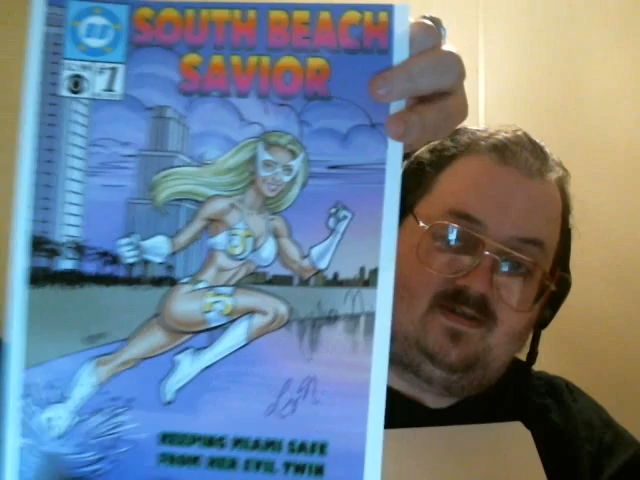 SOUTH BEACH
SAVIOR
#1
KEEPING MIAMI SAFE
FROM HER EVIL TWIN